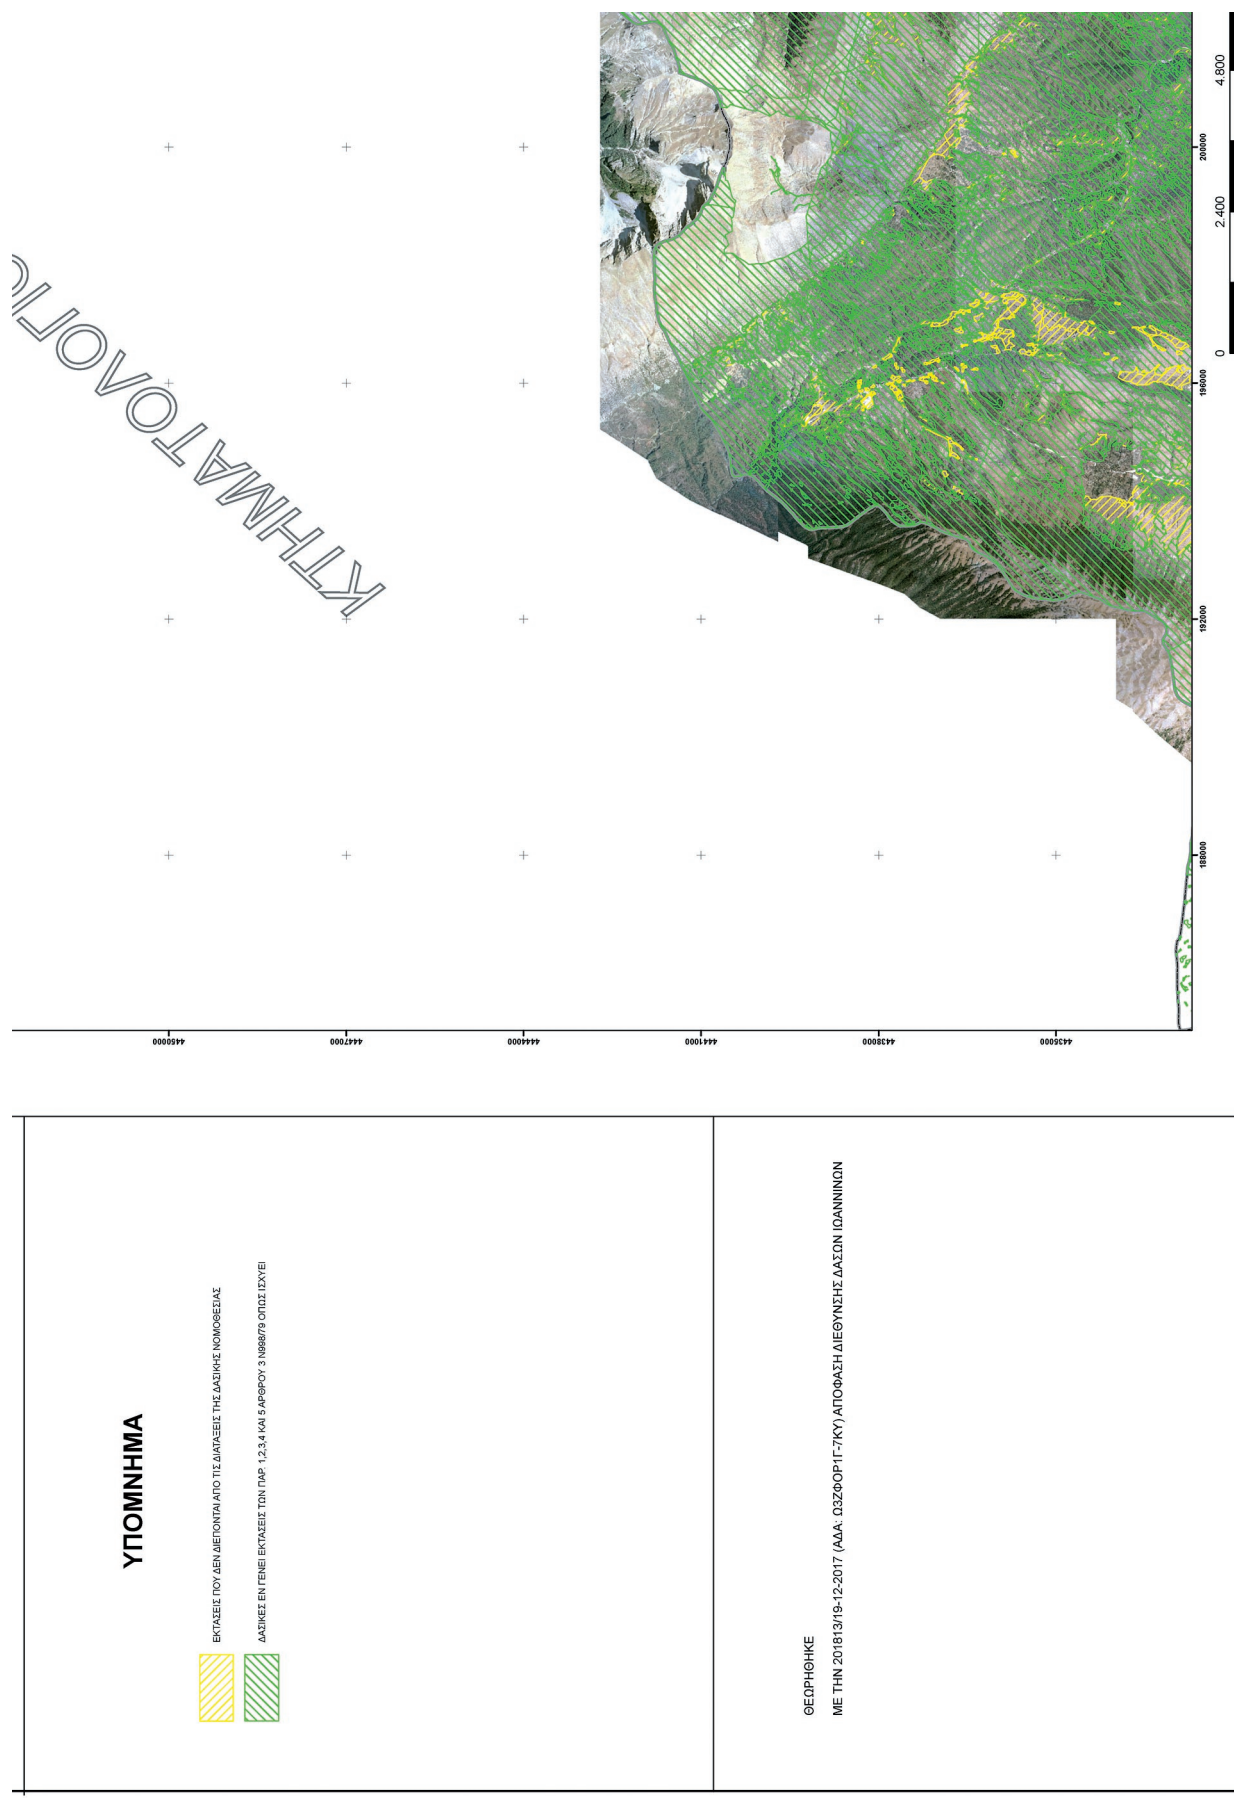 ΚΤΗΜΑΤΟΛΟΓΙΟ
4450000
4447000
4444000
4441000
4438000
4435000
188000
192000
196000
200000
0
2.400
4.800
ΥΠΟΜΝΗΜΑ
ΕΚΤΑΣΕΙΣ ΠΟΥ ΔΕΝ ΔΙΕΠΟΝΤΑΙ ΑΠΟ ΤΙΣ ΔΙΑΤΑΞΕΙΣ ΤΗΣ ΔΑΣΙΚΗΣ ΝΟΜΟΘΕΣΙΑΣ
ΔΑΣΙΚΕΣ ΕΝ ΓΕΝΕΙ ΕΚΤΑΣΕΙΣ ΤΩΝ ΠΑΡ. 1,2,3,4 ΚΑΙ 5 ΑΡΘΡΟΥ 3 Ν998/79 ΟΠΩΣ ΙΣΧΥΕΙ
ΘΕΩΡΗΘΗΚΕ
ΜΕ ΤΗΝ 201813/19-12-2017 (ΑΔΑ: Ω3ΖΦΟΡ1Γ-7ΚΥ) ΑΠΟΦΑΣΗ ΔΙΕΘΥΝΣΗΣ ΔΑΣΩΝ ΙΩΑΝΝΙΝΩΝ